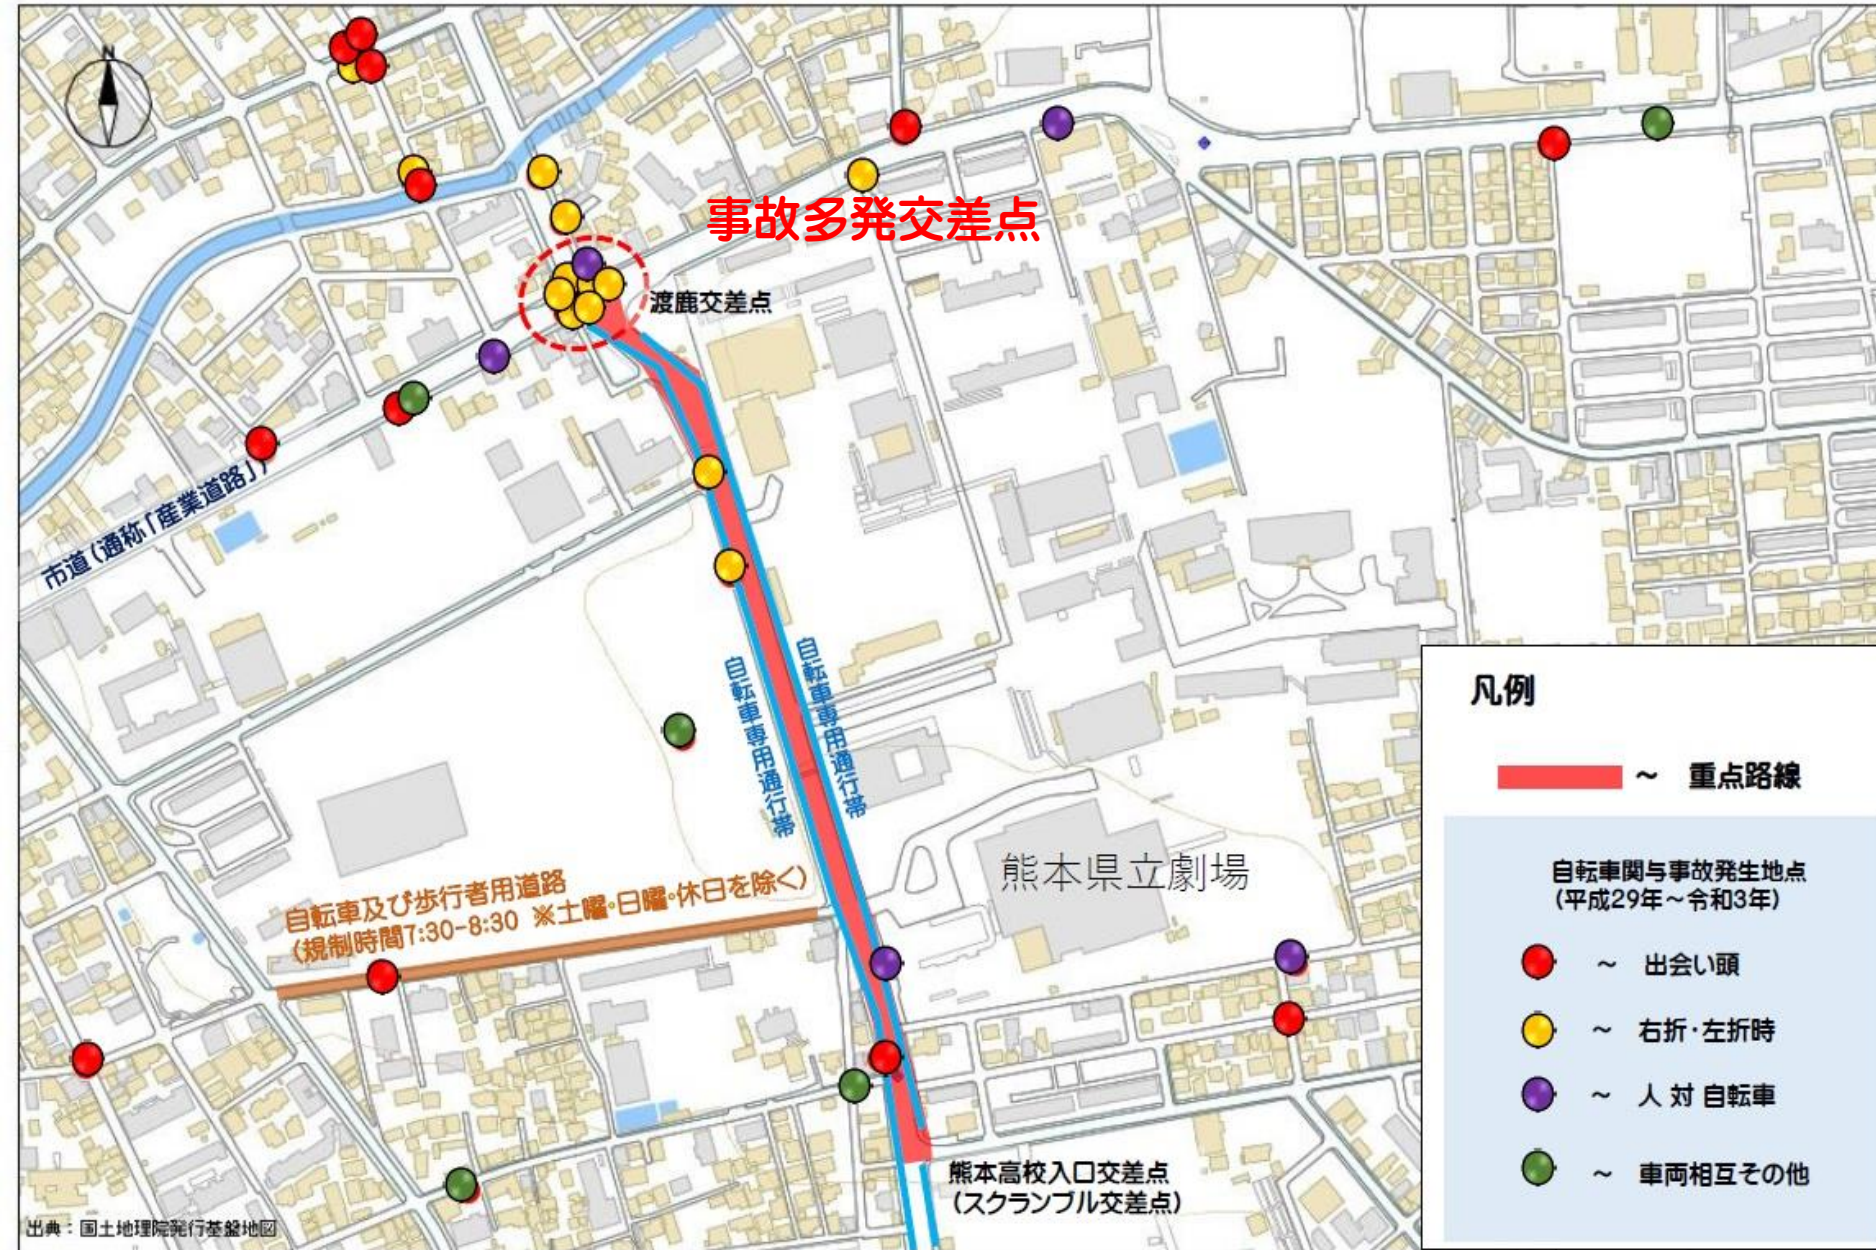 N
事故多発交差点
渡鹿交差点
市道(通称「産業道路」)
自転車専用通行帯
自転車専用通行帯
熊本県立劇場
自転車及び歩行者用道路
(規制時間7:30-8:30 ※土曜・日曜・休日を除く)
熊本高校入口交差点
(スクランブル交差点)
出典：国土地理院発行基盤地図
凡例
～ 重点路線
自転車関与事故発生地点
(平成29年～令和3年)
～ 出会い頭
～ 右折・左折時
～ 人 対 自転車
～ 車両相互その他